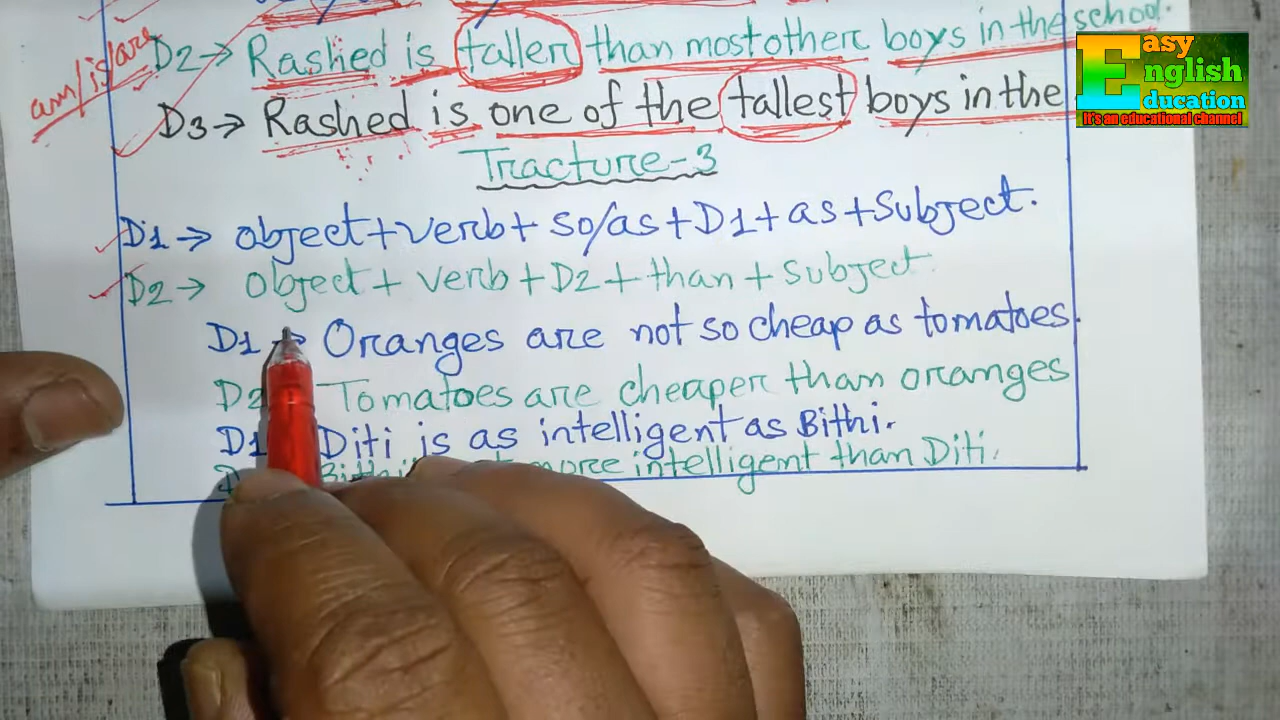 am/is/are
D2→ Rashed is taller than most other boys in the school.
D3→ Rashed is one of the tallest boys in the
Easy
English
Education
It's an educational channel
Tracture-3
D1→ object+verb+ so/as +D1+ as +Subject.
D2→ object + verb + D2 + than + Subject
D1→ Oranges are not so cheap as tomatoes.
D2 Tomatoes are cheaper than oranges
D1 Diti is as intelligent as Bithi.
more intelligent than Diti.